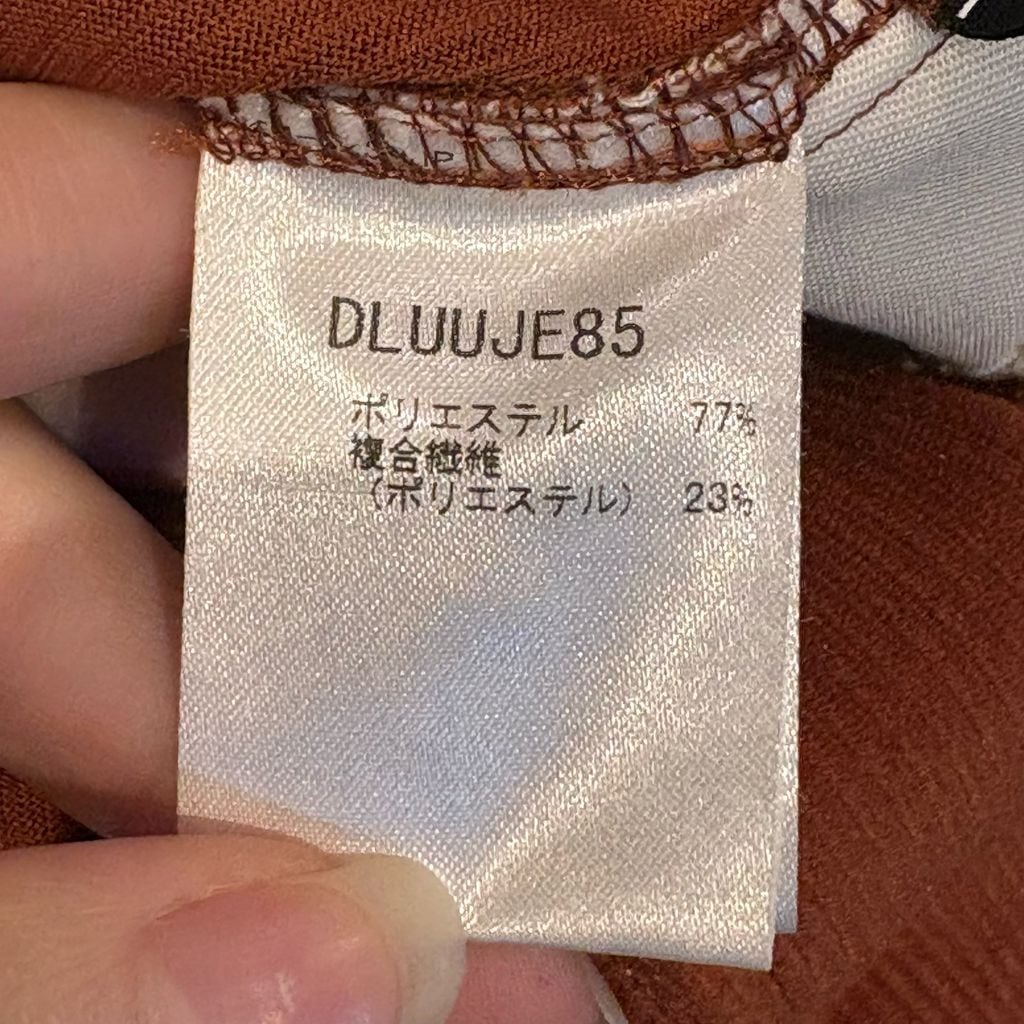 DLUUJE85
ポリエステル 77%
複合繊維
（ポリエステル） 23%